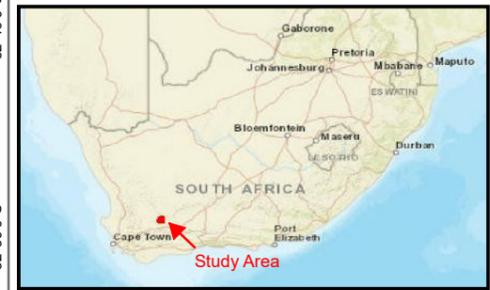 Gaborone
Pretoria
Johannesburg
Mbabane
Maputo
ESWATINI
Bloemfontein
Maseru
LESOTHO
Durban
SOUTH AFRICA
Cape Town
Port
Elizabeth
Study Area